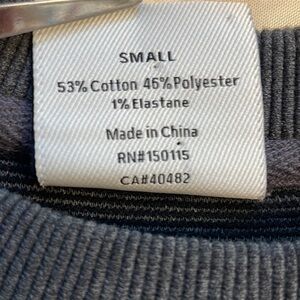 SMALL
53% Cotton 46% Polyester
1% Elastane
Made in China
RN#150115
CA#40482